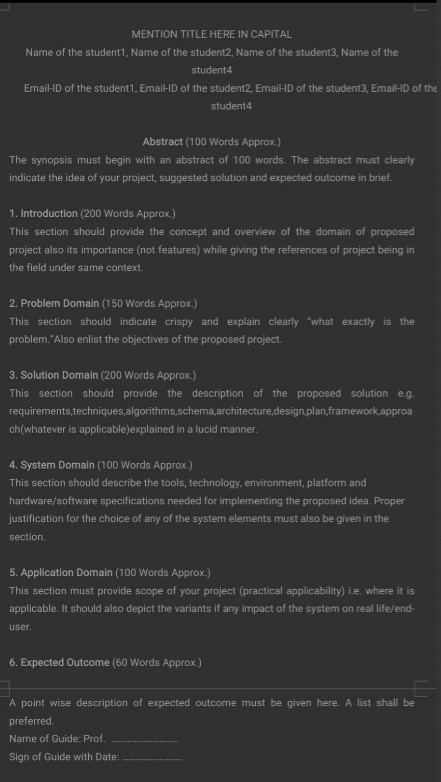 MENTION TITLE HERE IN CAPITAL
Name of the student1, Name of the student2, Name of the student3, Name of the
student4
Email-ID of the student1, Email-ID of the student2, Email-ID of the student3, Email-ID of the
student4
Abstract (100 Words Approx.)
The synopsis must begin with an abstract of 100 words. The abstract must clearly
indicate the idea of your project, suggested solution and expected outcome in brief.
1. Introduction (200 Words Approx.)
This section should provide the concept and overview of the domain of proposed
project also its importance (not features) while giving the references of project being in
the field under same context.
2. Problem Domain (150 Words Approx.)
This section should indicate crispy and explain clearly “what exactly is the
problem.”Also enlist the objectives of the proposed project.
3. Solution Domain (200 Words Approx.)
This section should provide the description of the proposed solution e.g.
requirements,techniques,algorithms,schema,architecture,design,plan,framework,approa
ch(whatever is applicable)explained in a lucid manner.
4. System Domain (100 Words Approx.)
This section should describe the tools, technology, environment, platform and
hardware/software specifications needed for implementing the proposed idea. Proper
justification for the choice of any of the system elements must also be given in the
section.
5. Application Domain (100 Words Approx.)
This section must provide scope of your project (practical applicability) i.e. where it is
applicable. It should also depict the variants if any impact of the system on real life/end-
user.
6. Expected Outcome (60 Words Approx.)
A point wise description of expected outcome must be given here. A list shall be
preferred.
Name of Guide: Prof. ............................
Sign of Guide with Date: .........................